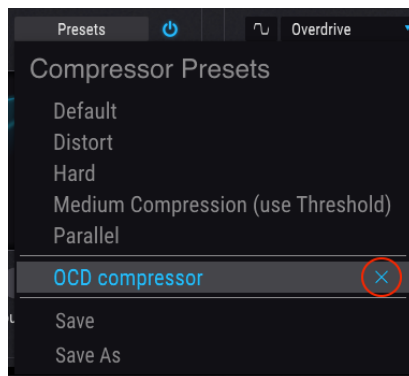 Presets Overdrive
Compressor Presets
Default
Distort
Hard
Medium Compression (use Threshold)
Parallel
OCD compressor
Save
Save As